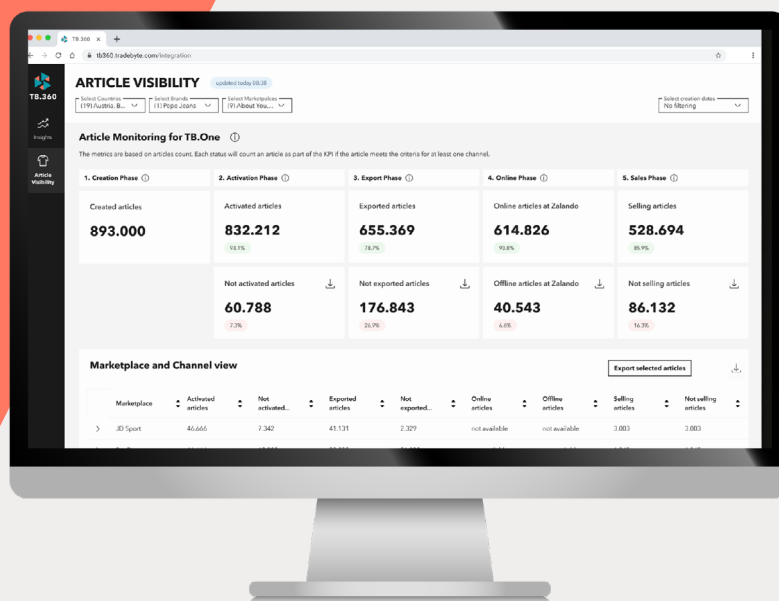 TB.360
tb360.tradebyte.com/integration
TB.360
Insights
Article
Visibility
ARTICLE VISIBILITY
updated today 08:38
Select Countries
(19) Austria, B...
Select Brands
(1) Pepe Jeans
Select Marketplaces
(9) About You,...
Select creation dates
No filtering
Article Monitoring for TB.One
The metrics are based on articles count. Each status will count an article as part of the KPI if the article meets the criteria for at least one channel.
1. Creation Phase
2. Activation Phase
3. Export Phase
4. Online Phase
5. Sales Phase
Created articles
893.000
Activated articles
832.212
Exported articles
655.369
78.7%
Online articles at Zalando
614.826
93.8%
Selling articles
528.694
85.9%
Not activated articles
60.788
7.3%
Not exported articles
176.843
Offline articles at Zalando
40.543
Not selling articles
86.132
16.3%
Marketplace and Channel view
Export selected articles
Marketplace
Activated
articles
Not
activated...
Exported
articles
Not
exported...
Online
articles
Offline
articles
Selling
articles
Not selling
articles
JD Sport
46.666
7.342
41.131
2.329
not available
not available
3.003
3.003